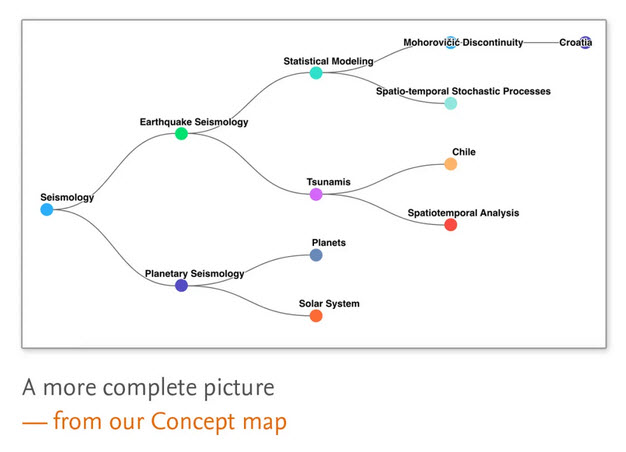 Mohorovičić Discontinuity
Croatia
Statistical Modeling
Spatio-temporal Stochastic Processes
Earthquake Seismology
Chile
Tsunamis
Seismology
Spatiotemporal Analysis
Planets
Planetary Seismology
Solar System
A more complete picture
— from our Concept map